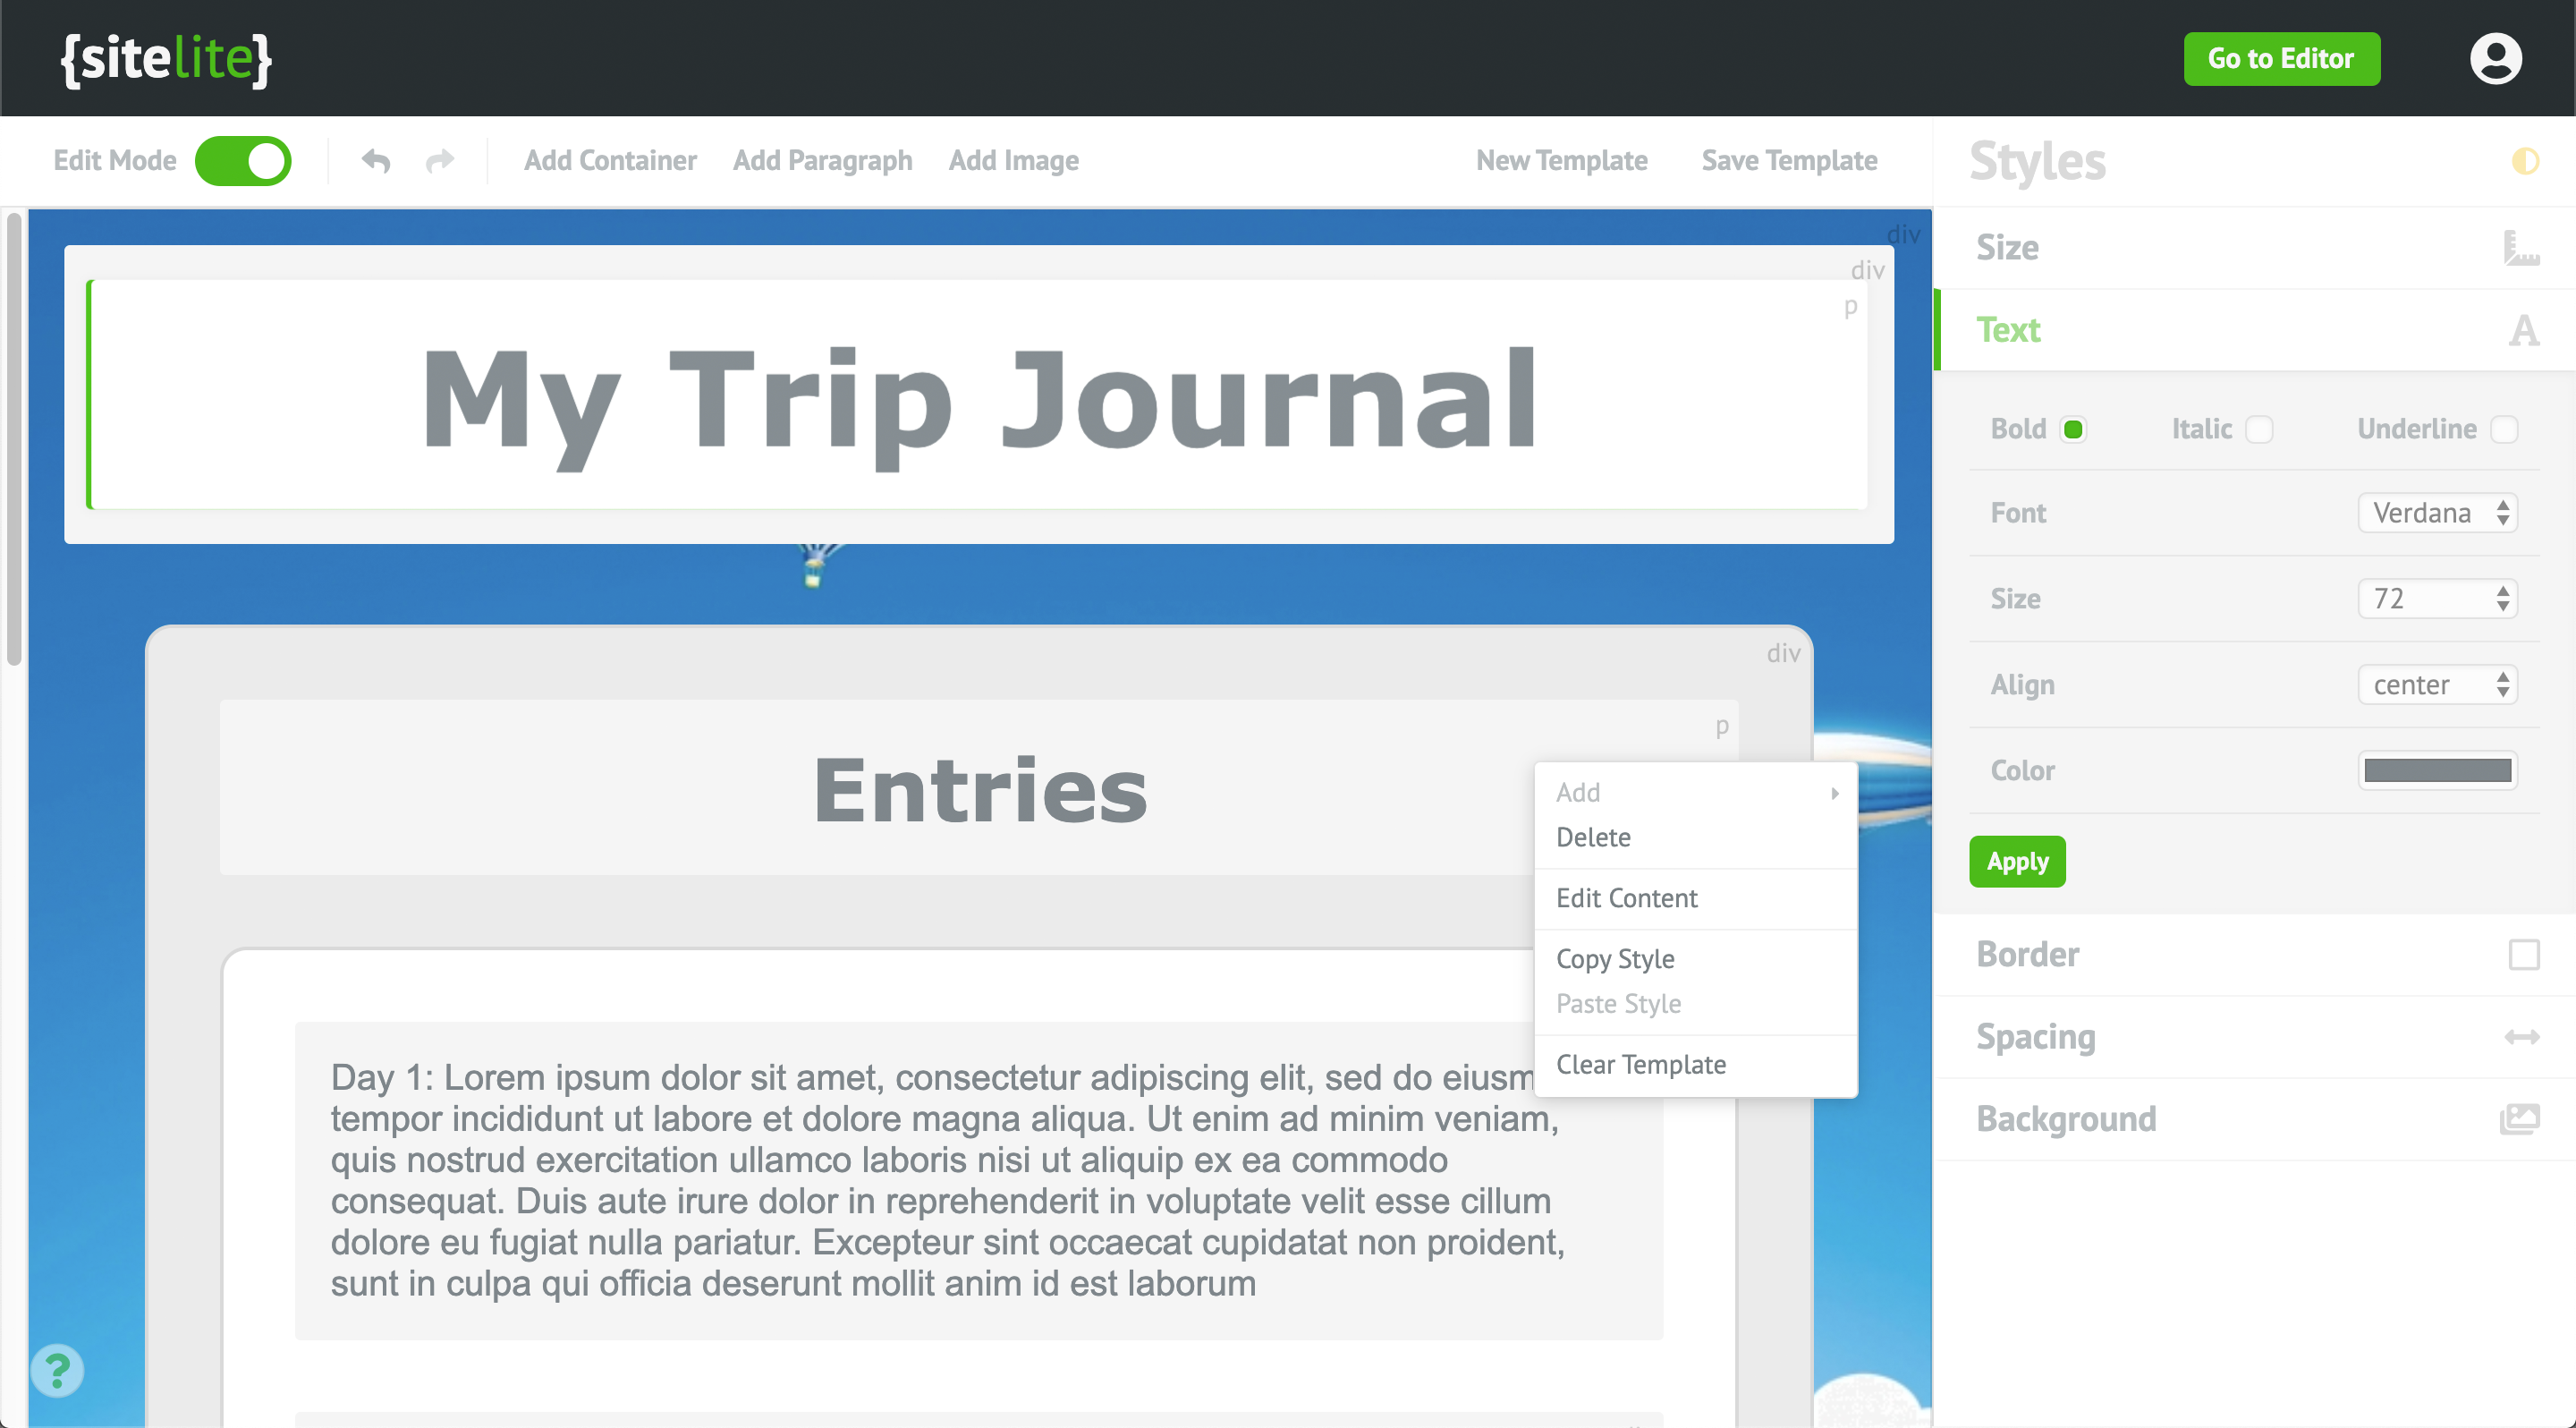 {sitelite}
Go to Editor
Edit Mode
Add Container
Add Paragraph
Add Image
New Template
Save Template
div
div
p
My Trip Journal
div
p
Entries
Day 1: Lorem ipsum dolor sit amet, consectetur adipiscing elit, sed do eiusm
tempor incididunt ut labore et dolore magna aliqua. Ut enim ad minim veniam,
quis nostrud exercitation ullamco laboris nisi ut aliquip ex ea commodo
consequat. Duis aute irure dolor in reprehenderit in voluptate velit esse cillum
dolore eu fugiat nulla pariatur. Excepteur sint occaecat cupidatat non proident,
sunt in culpa qui officia deserunt mollit anim id est laborum
?
Add
Delete
Edit Content
Copy Style
Paste Style
Clear Template
Styles
Size
Text
A
Bold
Italic
Underline
Font
Verdana
Size
72
Align
center
Color
Apply
Border
Spacing
Background